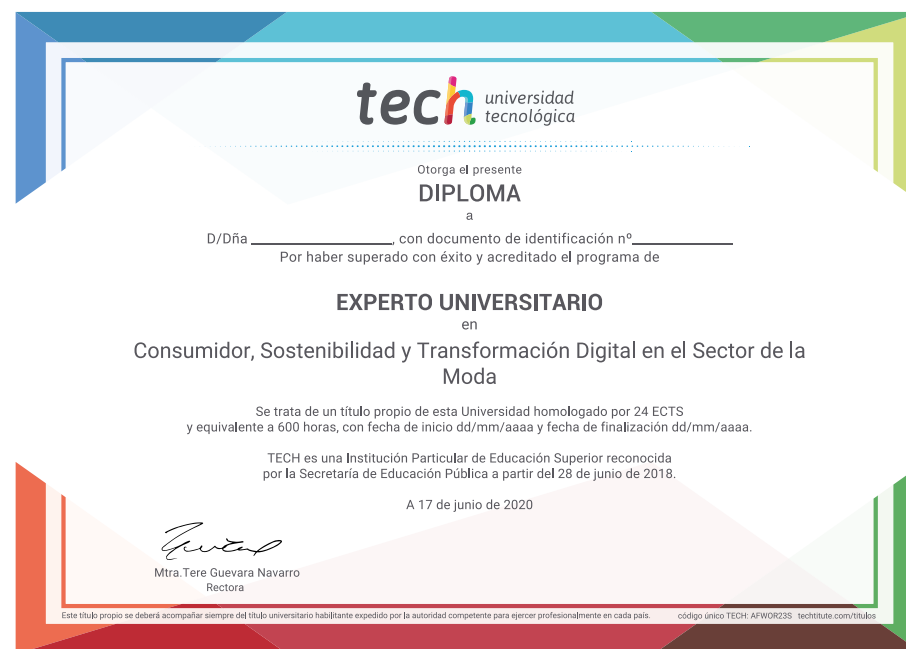 tech universidad
tecnológica
Otorga el presente
DIPLOMA
a
D/Dña ________________, con documento de identificación nº____________
Por haber superado con éxito y acreditado el programa de
EXPERTO UNIVERSITARIO
en
Consumidor, Sostenibilidad y Transformación Digital en el Sector de la
Moda
Se trata de un título propio de esta Universidad homologado por 24 ECTS
y equivalente a 600 horas, con fecha de inicio dd/mm/aaaa y fecha de finalización dd/mm/aaaa.
TECH es una Institución Particular de Educación Superior reconocida
por la Secretaría de Educación Pública a partir del 28 de junio de 2018.
A 17 de junio de 2020
Mtra.Tere Guevara Navarro
Rectora
Este título propio se deberá acompañar siempre del título universitario habilitante expedido por la autoridad competente para ejercer profesionalmente en cada país. código único TECH: AFWOR23S techtitute.com/titulos